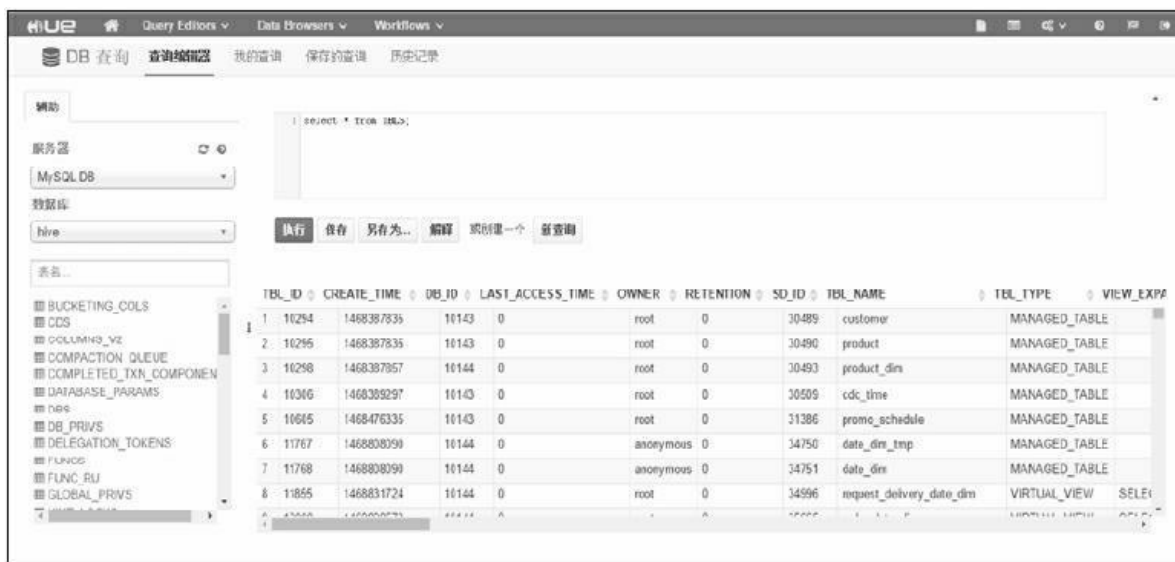 HUE Query Editors Data Browsers Workflows
DB 查询 查询编辑器 我的查询 保存的查询 历史记录
辅助
1 select * from TBLS;
服务器
MySQL DB
数据库
hive
执行 保存 另存为... 解释 或创建一个 新查询
表名...
BUCKETING_COLS
CDS
COLUMNS_V2
COMPACTION_QUEUE
COMPLETED_TXN_COMPONEN
DATABASE_PARAMS
DBS
DB_PRIVS
DELEGATION_TOKENS
FUNCS
FUNC_RU
GLOBAL_PRIVS
TBL_ID CREATE_TIME DB_ID LAST_ACCESS_TIME OWNER RETENTION SD_ID TBL_NAME TBL_TYPE VIEW_EXPA
1 10294 1468387835 10143 0 root 0 30489 customer MANAGED_TABLE
2 10295 1468387835 10143 0 root 0 30490 product MANAGED_TABLE
3 10298 1468387857 10144 0 root 0 30493 product_dim MANAGED_TABLE
4 10306 1468389297 10143 0 root 0 30509 cdc_time MANAGED_TABLE
5 10605 1468476335 10143 0 root 0 31386 promo_schedule MANAGED_TABLE
6 11767 1468808090 10144 0 anonymous 0 34750 date_dim_tmp MANAGED_TABLE
7 11768 1468808090 10144 0 anonymous 0 34751 date_dim MANAGED_TABLE
8 11855 1468831724 10144 0 root 0 34996 request_delivery_date_dim VIRTUAL_VIEW SELE